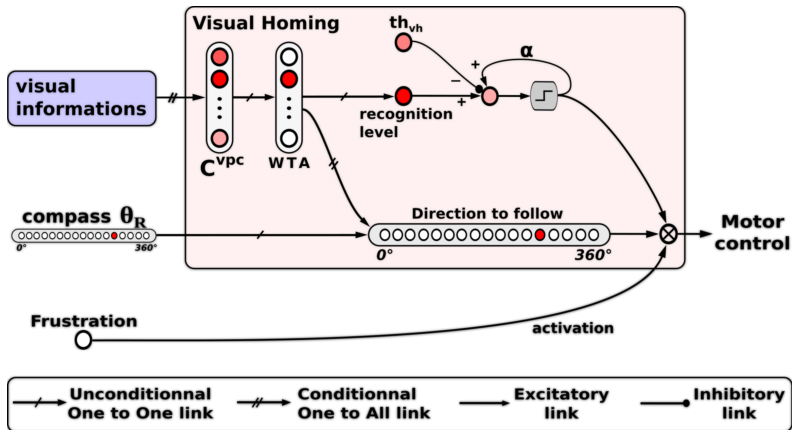 Visual Homing
th_vh
α
+
−
+
visual
informations
recognition
level
C^vpc
WTA
compass θ_R
0° 360°
Direction to follow
0° 360°
Motor
control
Frustration
activation
Unconditionnal
One to One link
Conditionnal
One to All link
Excitatory
link
Inhibitory
link